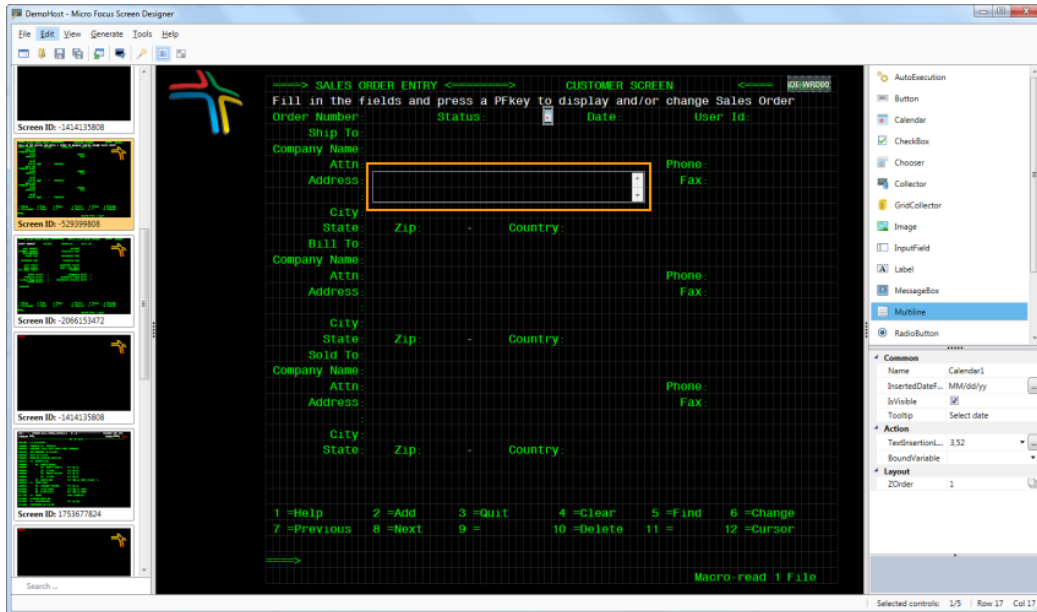 DemoHost - Micro Focus Screen Designer
File Edit View Generate Tools Help
Screen ID: -1414135808
Screen ID: -529399808
Screen ID: -2066153472
Screen ID: -1414135808
Screen ID: 1753677824
Search ...
====> SALES ORDER ENTRY <========> CUSTOMER SCREEN <====
Fill in the fields and press a PFkey to display and/or change Sales Order
Order Number: Status: Date: User Id:
Ship To:
Company Name:
Attn: Phone:
Address: Fax:
:
City:
State: Zip: - Country:
Bill To:
Company Name:
Attn: Phone:
Address: Fax:
:
City:
State: Zip: - Country:
Sold To:
Company Name:
Attn: Phone:
Address: Fax:
:
City:
State: Zip: - Country:
1 =Help 2 =Add 3 =Quit 4 =Clear 5 =Find 6 =Change
7 =Previous 8 =Next 9 = 10 =Delete 11 = 12 =Cursor
====>
Macro-read 1 File
AutoExecution
Button
Calendar
CheckBox
Chooser
Collector
GridCollector
Image
InputField
Label
MessageBox
Multiline
RadioButton
Common
Name Calendar1
InsertedDateF... MM/dd/yy
IsVisible
Tooltip Select date
Action
TextInsertionL... 3,52
BoundVariable
Layout
ZOrder 1
Selected controls: 1/5 Row 17 Col 17